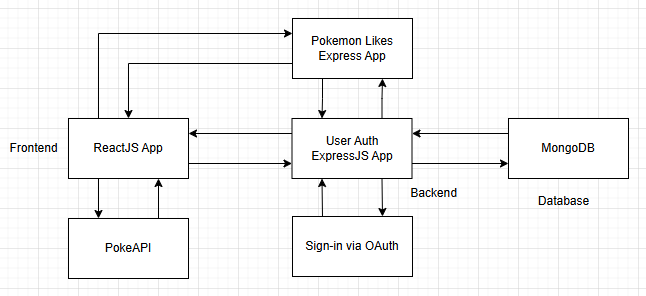 Pokemon Likes
Express App
Frontend
ReactJS App
User Auth
ExpressJS App
MongoDB
Backend
Database
PokeAPI
Sign-in via OAuth